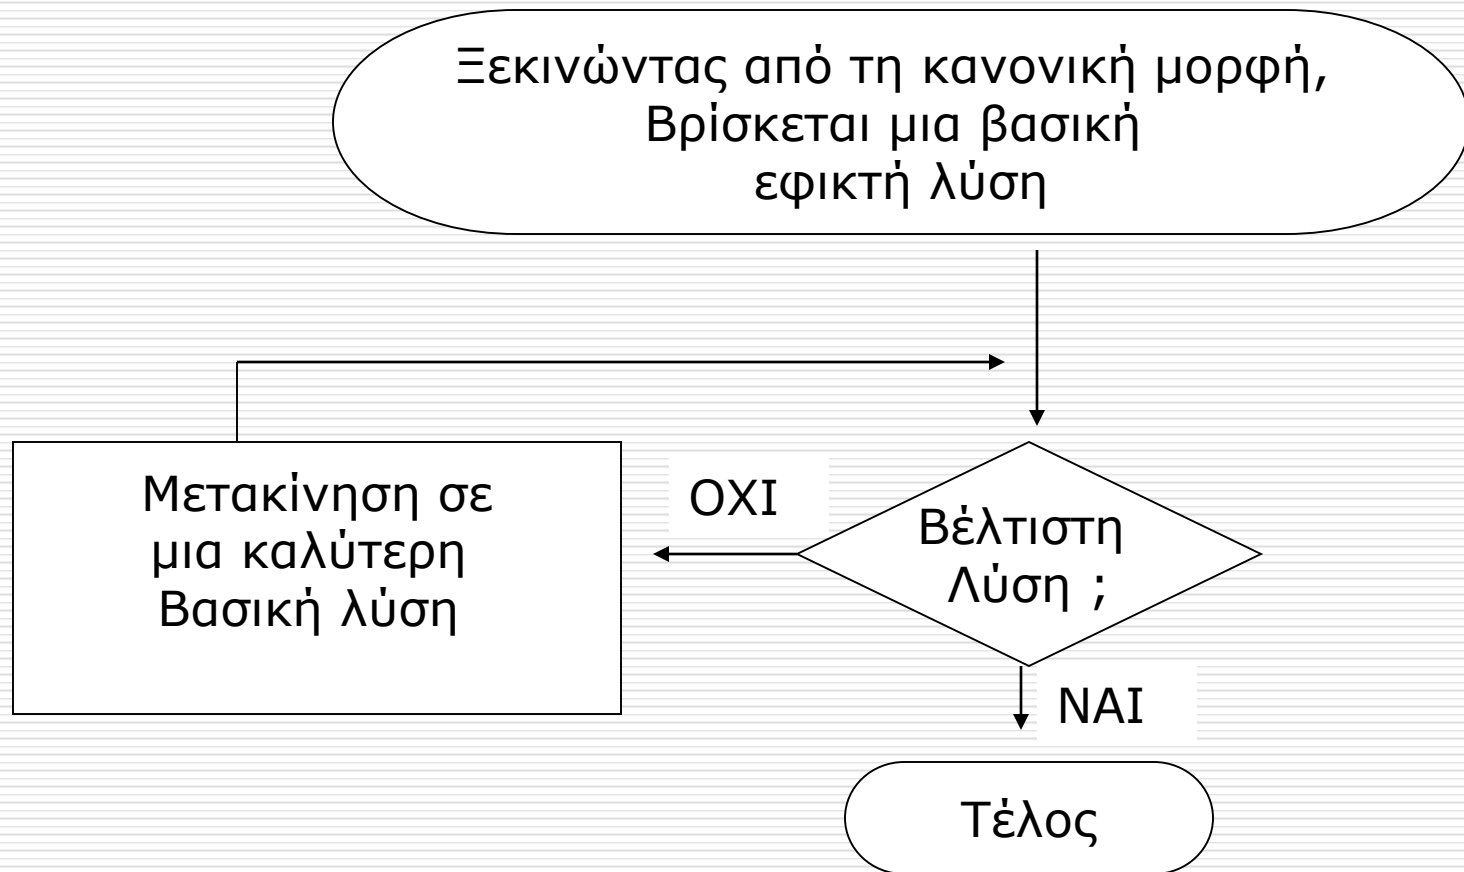 Ξεκινώντας από τη κανονική μορφή,
Βρίσκεται μια βασική
εφικτή λύση
Μετακίνηση σε
μια καλύτερη
Βασική λύση
ΟΧΙ
Βέλτιστη
Λύση ;
ΝΑΙ
Τέλος